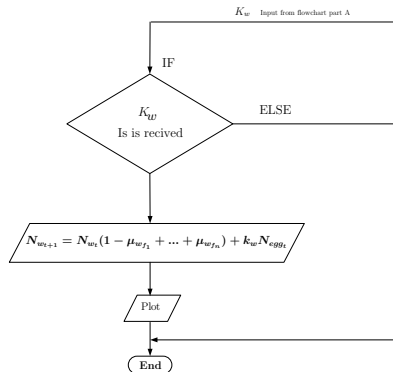 K_w Input from flowchart part A
IF
K_w
Is is recived
ELSE
N_{w_{t+1}} = N_{w_t}(1 − μ_{w_{f_1}} + ... + μ_{w_{f_n}}) + k_w N_{egg_t}
Plot
End